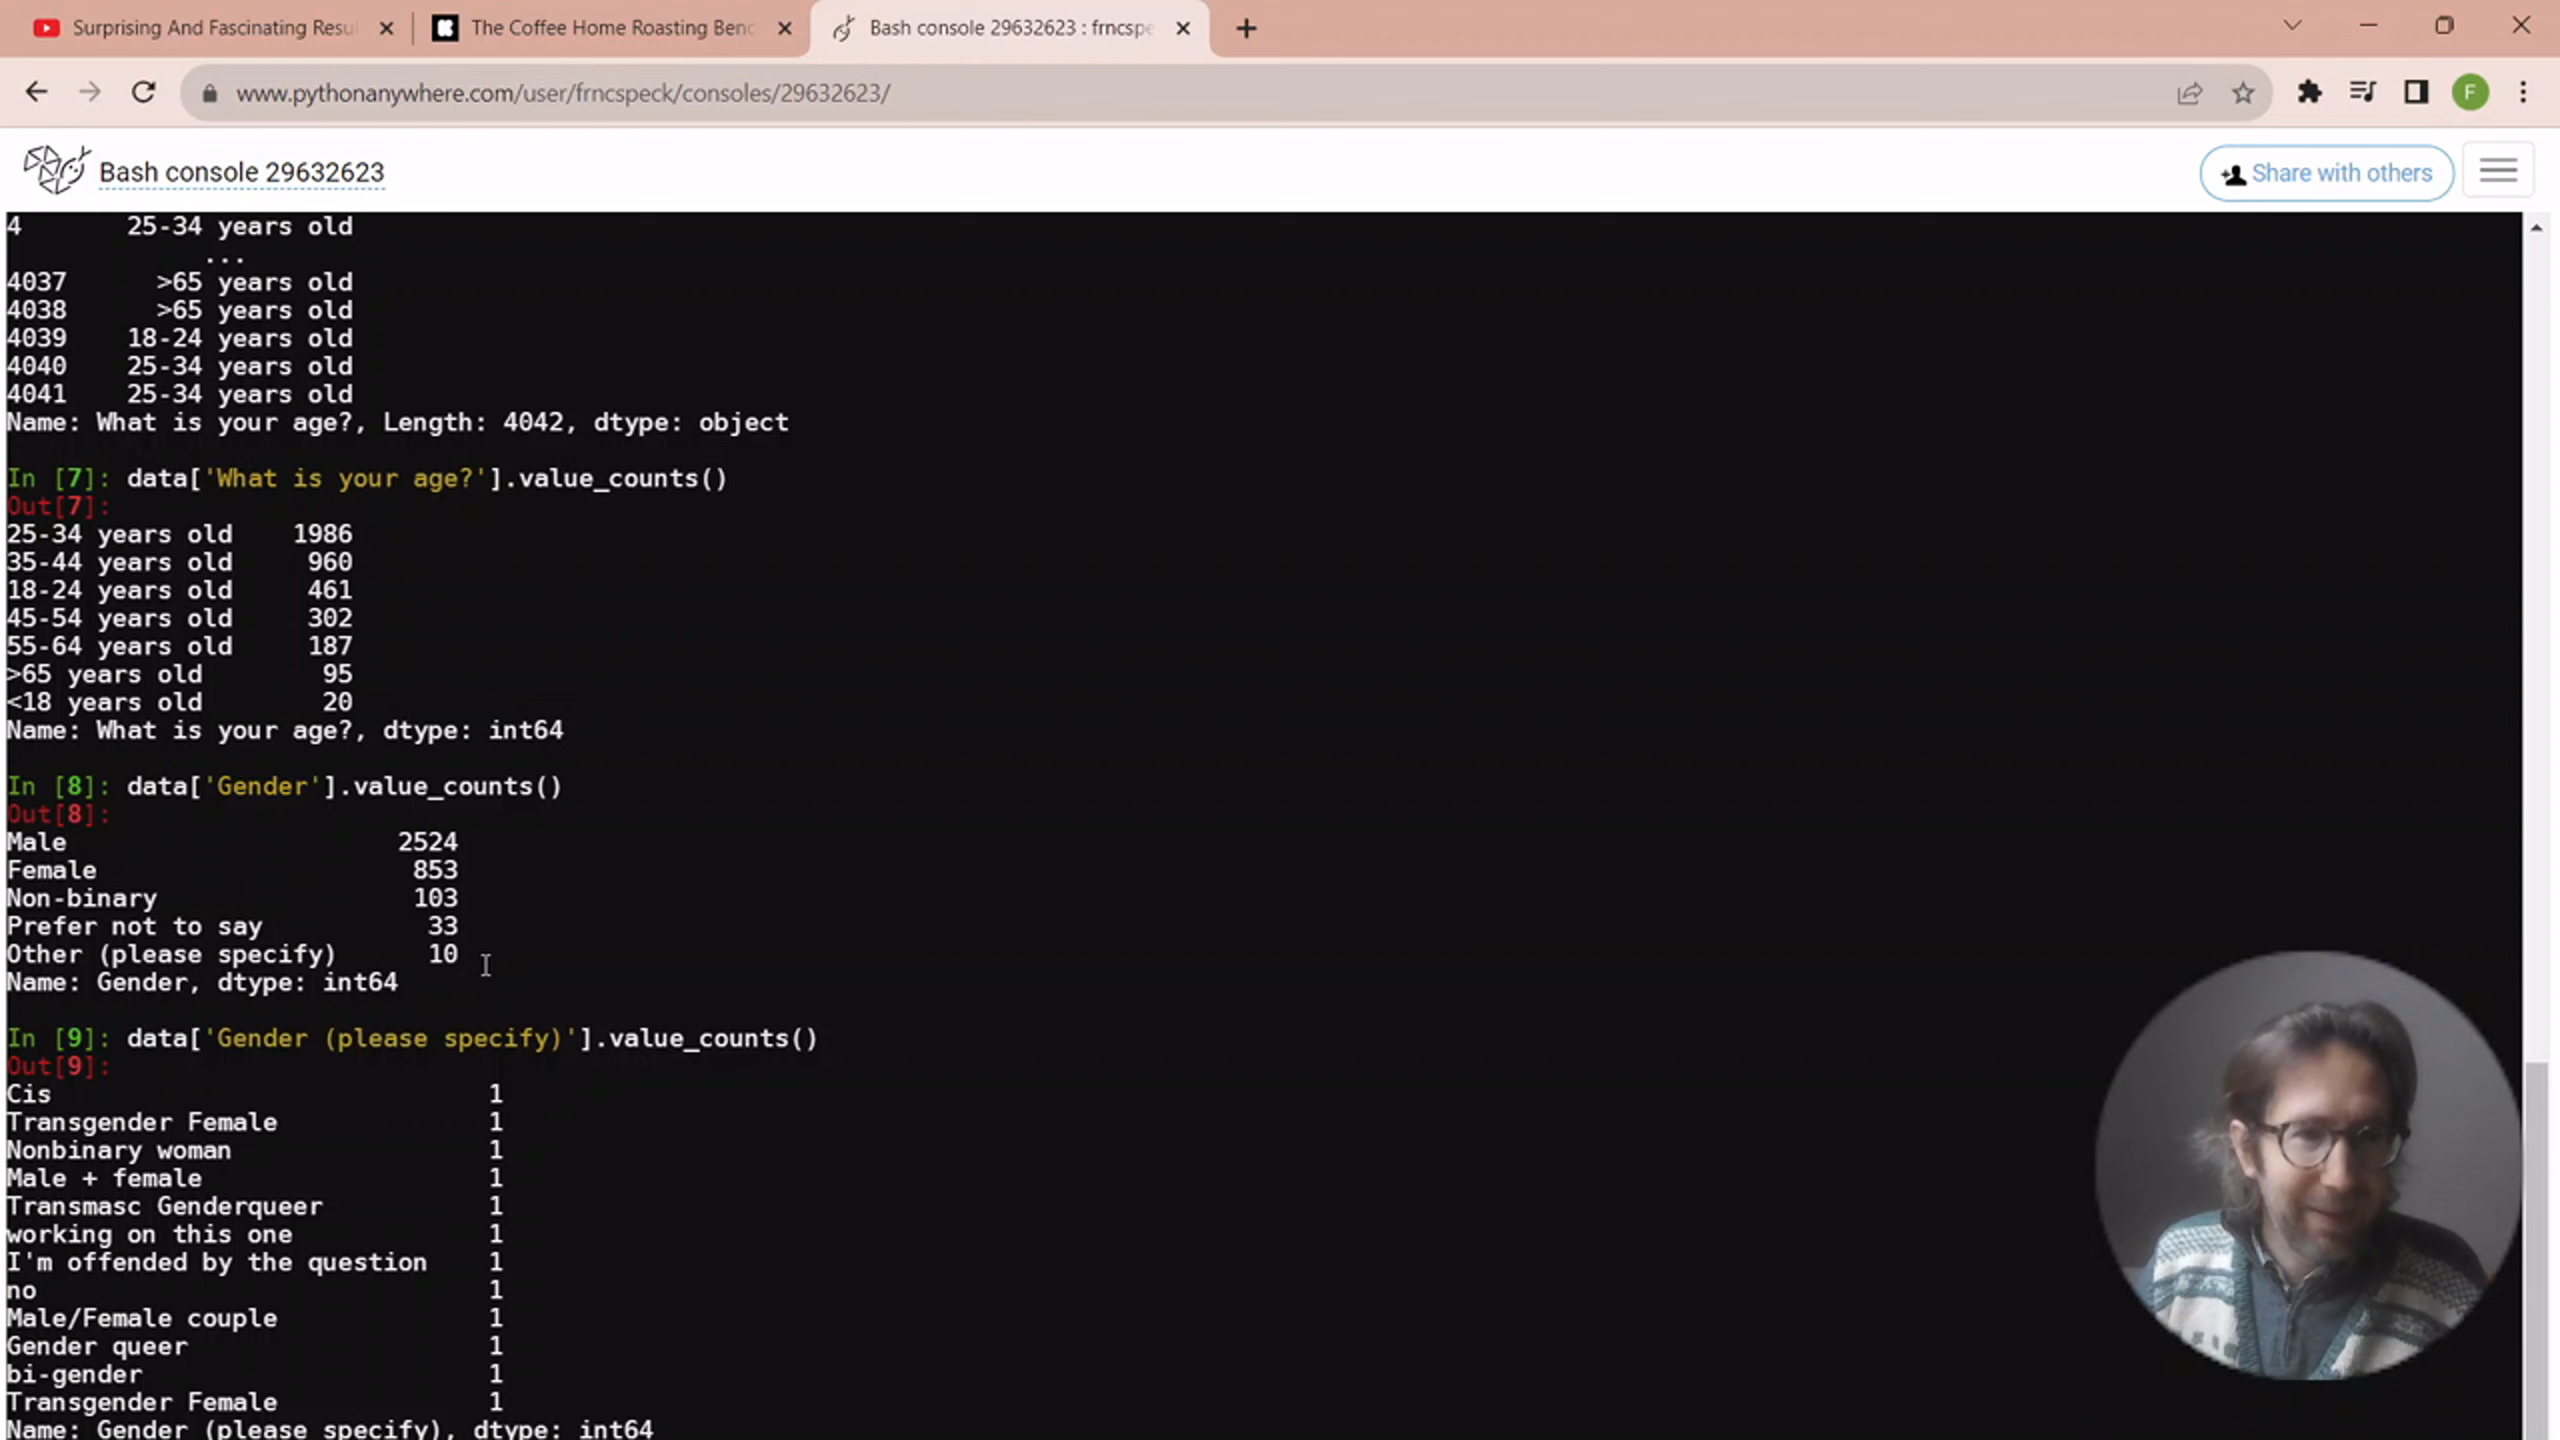 Surprising And Fascinating Resu
The Coffee Home Roasting Benc
Bash console 29632623 : frncspe
www.pythonanywhere.com/user/frncspeck/consoles/29632623/
F
Bash console 29632623
Share with others
4 25-34 years old
...
4037 >65 years old
4038 >65 years old
4039 18-24 years old
4040 25-34 years old
4041 25-34 years old
Name: What is your age?, Length: 4042, dtype: object
In [7]: data['What is your age?'].value_counts()
Out[7]:
25-34 years old 1986
35-44 years old 960
18-24 years old 461
45-54 years old 302
55-64 years old 187
>65 years old 95
<18 years old 20
Name: What is your age?, dtype: int64
In [8]: data['Gender'].value_counts()
Out[8]:
Male 2524
Female 853
Non-binary 103
Prefer not to say 33
Other (please specify) 10
Name: Gender, dtype: int64
In [9]: data['Gender (please specify)'].value_counts()
Out[9]:
Cis 1
Transgender Female 1
Nonbinary woman 1
Male + female 1
Transmasc Genderqueer 1
working on this one 1
I'm offended by the question 1
no 1
Male/Female couple 1
Gender queer 1
bi-gender 1
Transgender Female 1
Name: Gender (please specify), dtype: int64